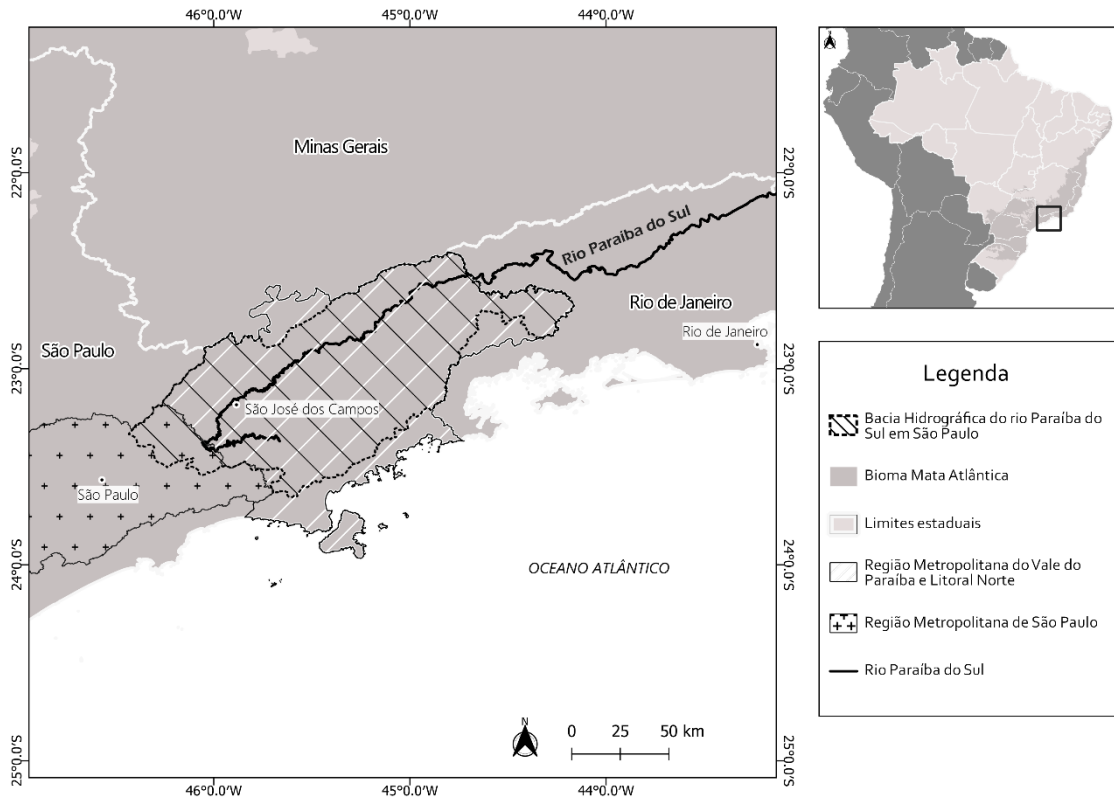 46°0.0'W
45°0.0'W
44°0.0'W
22°0.0'S
23°0.0'S
24°0.0'S
25°0.0'S
Minas Gerais
Rio Paraíba do Sul
Rio de Janeiro
Rio de Janeiro
São Paulo
São José dos Campos
São Paulo
OCEANO ATLÂNTICO
N
0 25 50 km
22°0.0'S
23°0.0'S
24°0.0'S
25°0.0'S
46°0.0'W
45°0.0'W
44°0.0'W
Legenda
Bacia Hidrográfica do rio Paraíba do
Sul em São Paulo
Bioma Mata Atlântica
Limites estaduais
Região Metropolitana do Vale do
Paraíba e Litoral Norte
Região Metropolitana de São Paulo
Rio Paraíba do Sul